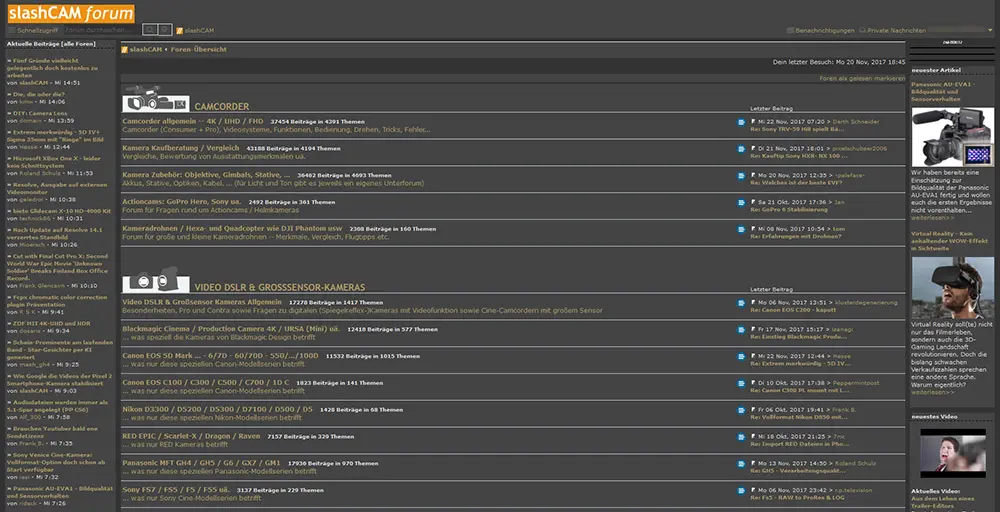 slashCAM forum
Schnellzugriff
slashCAM
Benachrichtigungen
Private Nachrichten
Aktuelle Beiträge [alle Foren]
» Fünf Gründe vielleicht
gelegentlich doch kostenlos zu
arbeiten
von slashCAM - Mi 14:51
» Die, die oder die?
von - Mi 14:06
» DIY: Camera Lens
von domain - Mi 13:59
» Extrem merkwürdig - 5D IV+
Sigma 35mm mit "Riege" im Bild
von Hesse - Mi 12:44
» Microsoft XBox One X - leider
kein Schnittsystem
von Roland Schulz - Mi 11:53
» Resolve, Ausgabe auf externen
Videomonitor
von - Mi 10:38
» biete Glidecam X-10 HD-4000 Kit
von - Mi 10:31
» Nach Update auf Resolve 14.1
verzerrtes Standbild
von - Mi 10:26
» Cut with Final Cut Pro X: Second
World War Epic Movie 'Unknown
Soldier' Breaks Finland Box Office
Record.
von Frank Glencairn - Mi 10:10
» Fcpx chromatic color correction
plugin Präsentation
von R S K - Mi 9:41
» ZDF HIT 4K-UHD und HDR
von - Mi 9:34
» Schein-Prominente am laufenden
Band - Star-Gesichter per KI
generiert
von mash_gh4 - Mi 9:25
» Wie Google die Videos der Pixel 2
Smartphone-Kamera stabilisiert
von slashCAM - Mi 9:03
» Audiodateien werden immer als
5.1-Spur angelegt (PP CS6)
von Alf_300 - Mi 7:58
» Brauchen Youtuber bald eine
Sendelizenz
von Frank B. - Mi 7:35
» Sony Venice Cine-Kamera:
Vollformat-Option doch schon ab
Start verfügbar
von - Mi 7:26
» Panasonic AU-EVA1 - Bildqualität
und Sensorverhalten
von - Mi 7:26
slashCAM ‹ Foren-Übersicht
Dein letzter Besuch: Mo 20 Nov, 2017 18:45
Foren als gelesen markieren
CAMCORDER
Letzter Beitrag
Camcorder allgemein -- 4K / UHD / FHD 37454 Beiträge in 4391 Themen
Camcorder (Consumer + Pro), Videosysteme, Funktionen, Bedienung, Drehen, Tricks, Fehler...
Mi 22 Nov, 2017 07:20 > Darth Schneider
Re: Sony TRV-59 Hi8 spielt Bä...
Kamera Kaufberatung / Vergleich 43188 Beiträge in 4194 Themen
Vergleiche, Bewertung von Ausstattungsmerkmalen uä.
Di 21 Nov, 2017 18:01 > pixelschubser2006
Re: Kauftip Sony HXR- NX 100 ...
Kamera Zubehör: Objektive, Gimbals, Stative, ... 36462 Beiträge in 4693 Themen
Akkus, Stative, Optiken, Kabel, ... (für Licht und Ton gibt es jeweils ein eigenes Unterforum)
Mo 20 Nov, 2017 12:35 > -paleface-
Re: Welches ist der beste EVF?
Actioncams: GoPro Hero, Sony ua. 2492 Beiträge in 361 Themen
Forum für Fragen rund um Actioncams / Helmkameras
Sa 21 Okt, 2017 17:36 > Jan
Re: GoPro 6 Stabilisierung
Kameradrohnen / Hexa- und Quadcopter wie DJI Phantom usw 2308 Beiträge in 160 Themen
Forum für große und kleine Kameradrohnen -- Merkmale, Vergleich, Flugtipps etc.
Mi 08 Nov, 2017 10:54 > tom
Re: Erfahrungen mit Drohnen?
VIDEO DSLR & GROSSSENSOR-KAMERAS
Letzter Beitrag
Video DSLR & Großsensor Kameras Allgemein 17278 Beiträge in 1417 Themen
Besonderheiten, Pro und Contra sowie Fragen zu digitalen (Spiegelreflex-)Kameras mit Videofunktion sowie Cine-Camcordern mit großem Sensor
Mo 06 Nov, 2017 13:51 > klusterdegenerierung
Re: Canon EOS C300 - kaputt
Blackmagic Cinema / Production Camera 4K / URSA (Mini) uä. 12418 Beiträge in 577 Themen
... was speziell die Kameras von Blackmagic Design betrifft
Fr 17 Nov, 2017 15:17 > izanagi
Re: Einstieg Blackmagic Produ...
Canon EOS 5D Mark ... - 6/7D - 60/70D - 550/.../100D 11532 Beiträge in 1015 Themen
... was nur diese speziellen Canon-Modellserien betrifft
Mi 22 Nov, 2017 12:44 > Hesse
Re: Extrem merkwürdig - 5D IV...
Canon EOS C100 / C300 / C500 / C700 / 1D C 1823 Beiträge in 141 Themen
... was nur diese speziellen Canon-Modellserien betrifft
Di 10 Okt, 2017 17:38 > Peppermintpost
Re: Canon C300 PL mount mit L...
Nikon D3300 / D5200 / D5300 / D7100 / D500 / D5 1428 Beiträge in 68 Themen
... was nur diese speziellen Nikon-Modellserien betrifft
Fr 06 Okt, 2017 19:41 > Frank B.
Re: Vollformat Nikon D850 mit...
RED EPIC / Scarlet-X / Dragon / Raven 7157 Beiträge in 329 Themen
... was nur RED Kameras betrifft
Mi 18 Okt, 2017 21:25 > 7nic
Re: Import RED Dateien in Pre...
Panasonic MFT GH4 / GH5 / G6 / GX7 / GM1 17930 Beiträge in 970 Themen
... was nur diese speziellen Panasonic-Modellserien betrifft
Mo 13 Nov, 2017 14:50 > Roland Schulz
Re: GH5 - Verarbeitungsqualit...
Sony FS7 / FS5 / F5 / F55 uä. 3137 Beiträge in 229 Themen
... was nur Sony Cine-Modellserien betrifft
Mo 06 Nov, 2017 23:42 > np.television
Re: Fs5 - RAW to ProRes & LOG
neuester Artikel
Panasonic AU-EVA1 -
Bildqualität und
Sensorverhalten
Wir haben bereits eine
Einschätzung zur
Bildqualität der Panasonic
AU-EVA1 fertig und wollen
euch die ersten Ergebnisse
nicht vorenthalten...
weiterlesen>>
Virtual Reality - Kein
anhaltender WOW-Effekt
in Sichtweite
Virtual Reality soll(te) nicht
nur das Filmerleben,
sondern auch die 3D-
Gaming Landschaft
revolutionieren. Doch die
bislang schwachen
Verkaufszahlen sprechen
eine andere Sprache.
Warum eigentlich?
weiterlesen>>
neuestes Video
Aktuelles Video:
Aus dem Leben eines
Trailer-Editors